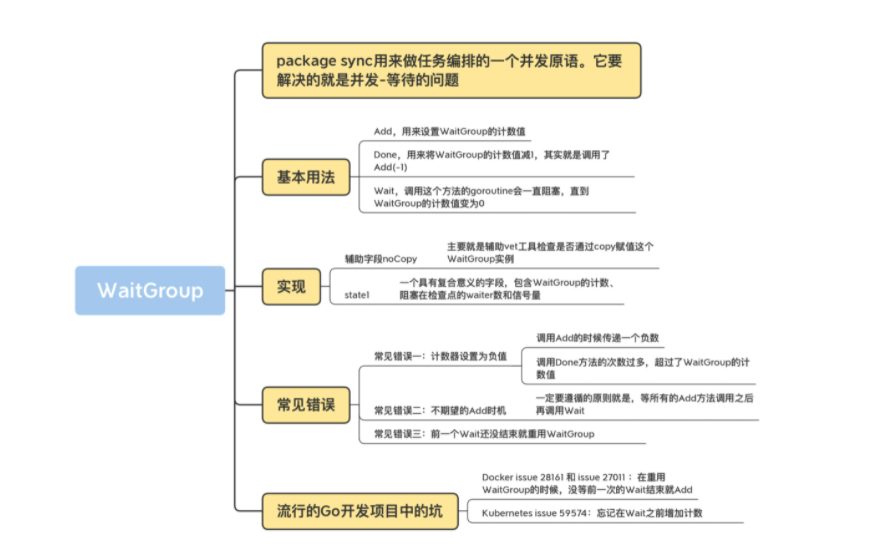 package sync用来做任务编排的一个并发原语。它要
解决的就是并发-等待的问题
Add，用来设置WaitGroup的计数值
Done，用来将WaitGroup的计数值减1，其实就是调用了
Add(-1)
基本用法
Wait，调用这个方法的goroutine会一直阻塞，直到
WaitGroup的计数值变为0
WaitGroup
实现
辅助字段noCopy
主要就是辅助vet工具检查是否通过copy赋值这个
WaitGroup实例
state1
一个具有复合意义的字段，包含WaitGroup的计数、
阻塞在检查点的waiter数和信号量
常见错误
常见错误一：计数器设置为负值
调用Add的时候传递一个负数
调用Done方法的次数过多，超过了WaitGroup的计
数值
常见错误二：不期望的Add时机
一定要遵循的原则就是，等所有的Add方法调用之后
再调用Wait
常见错误三：前一个Wait还没结束就重用WaitGroup
流行的Go开发项目中的坑
Docker issue 28161 和 issue 27011 ：在重用
WaitGroup的时候，没等前一次的Wait结束就Add
Kubernetes issue 59574：忘记在Wait之前增加计数